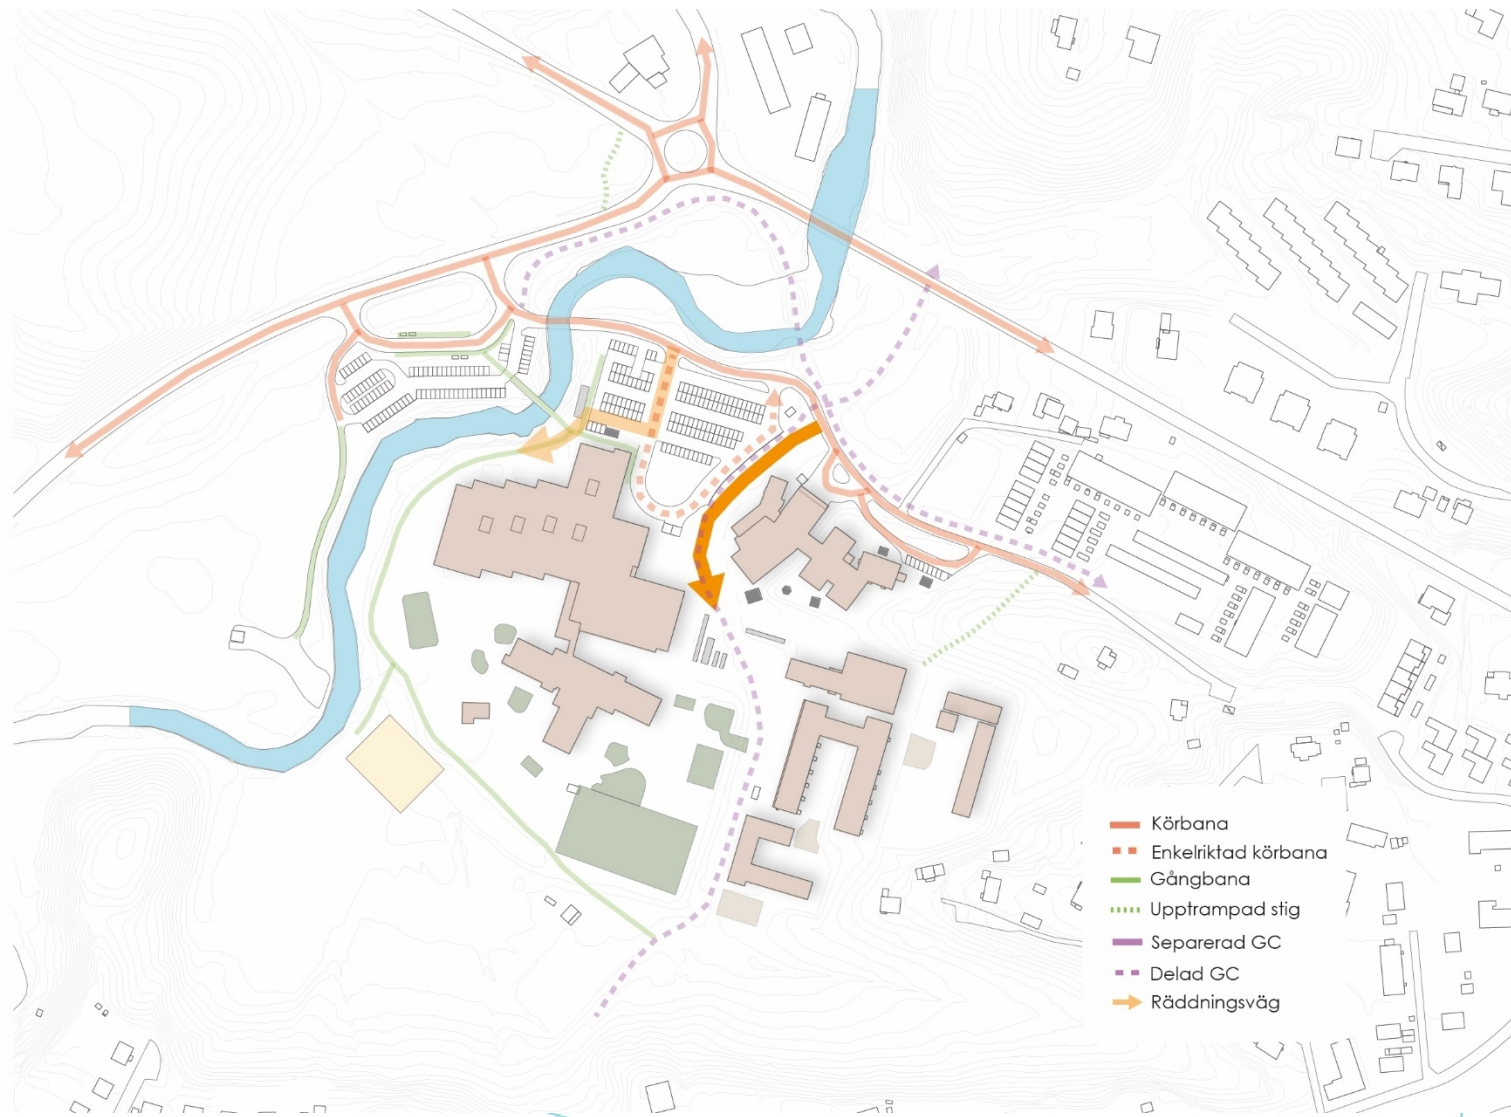 Körbana
Enkelriktad körbana
Gångbana
Upptrampad stig
Separerad GC
Delad GC
Räddningsväg